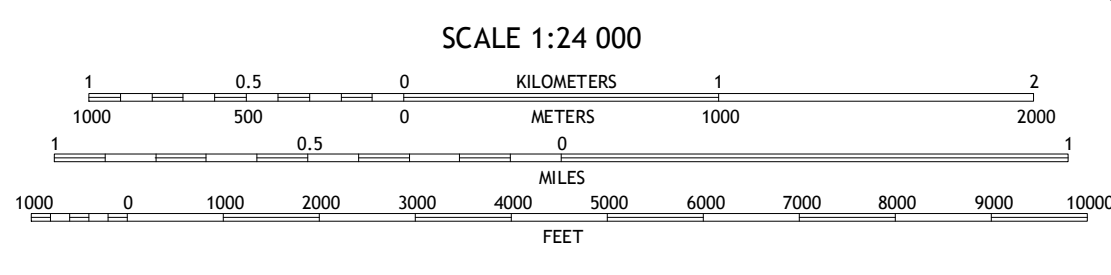 SCALE 1:24 000
1 0.5 0 KILOMETERS 1 2
1000 500 0 METERS 1000 2000
1 0.5 0 1
MILES
1000 0 1000 2000 3000 4000 5000 6000 7000 8000 9000 10000
FEET